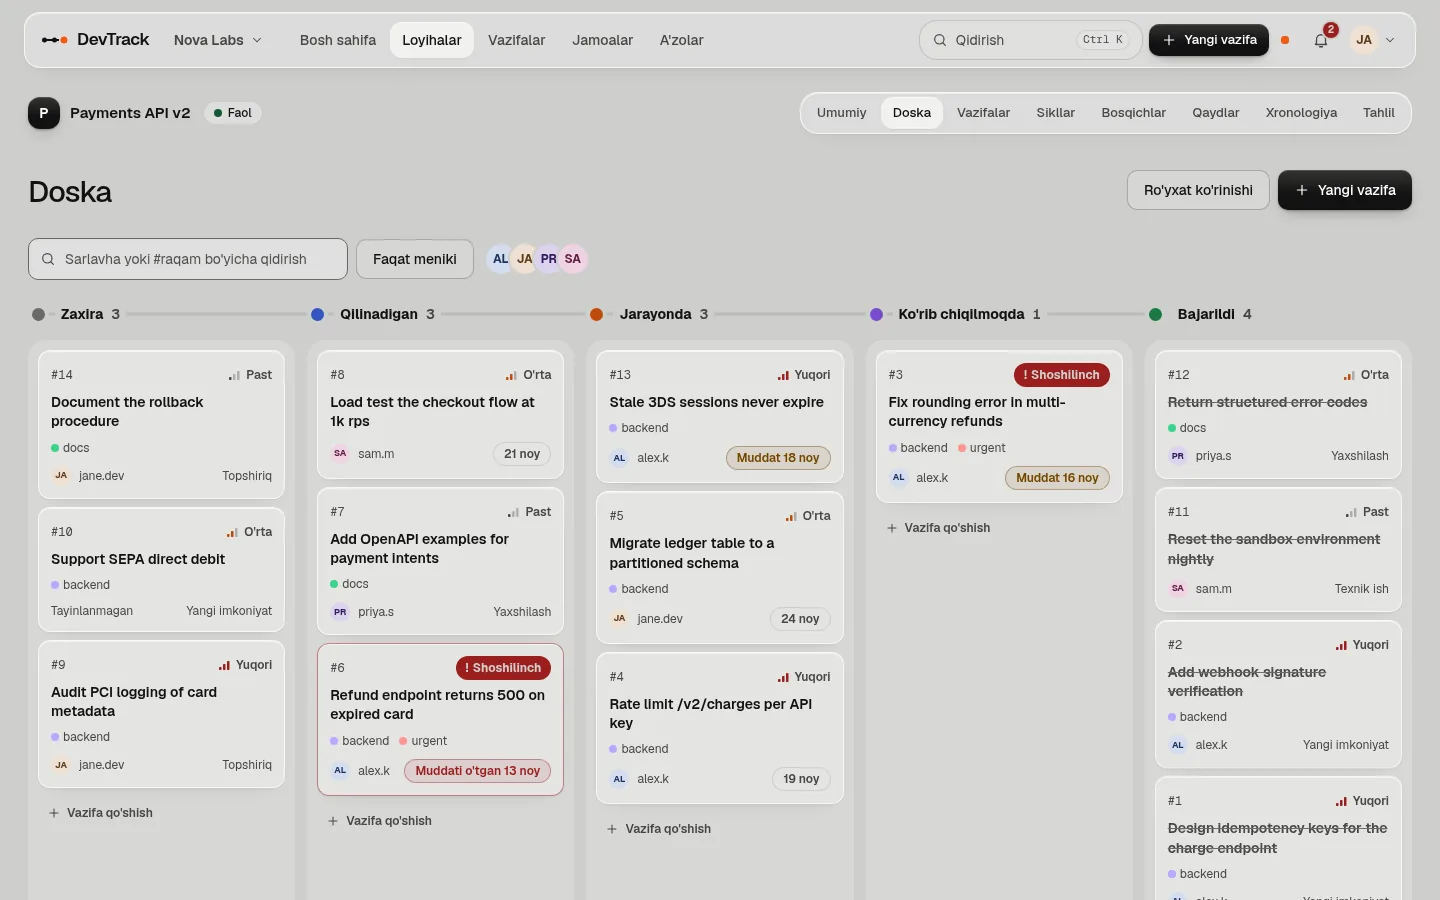 DevTrack
Nova Labs
Bosh sahifa
Loyihalar
Vazifalar
Jamoalar
A'zolar
Qidirish
Ctrl K
Yangi vazifa
2
JA
P
Payments API v2
Faol
Umumiy
Doska
Vazifalar
Sikllar
Bosqichlar
Qaydlar
Xronologiya
Tahlil
Doska
Ro'yxat ko'rinishi
Yangi vazifa
Sarlavha yoki #raqam bo'yicha qidirish
Faqat meniki
AL
JA
PR
SA
Zaxira 3
#14
Past
Document the rollback
procedure
docs
JA jane.dev
Topshiriq
#10
O'rta
Support SEPA direct debit
backend
Tayinlanmagan
Yangi imkoniyat
#9
Yuqori
Audit PCI logging of card
metadata
backend
JA jane.dev
Topshiriq
Vazifa qo'shish
Qilinadigan 3
#8
O'rta
Load test the checkout flow at
1k rps
SA sam.m
21 noy
#7
Past
Add OpenAPI examples for
payment intents
docs
PR priya.s
Yaxshilash
#6
! Shoshilinch
Refund endpoint returns 500 on
expired card
backend urgent
AL alex.k
Muddati o'tgan 13 noy
Vazifa qo'shish
Jarayonda 3
#13
Yuqori
Stale 3DS sessions never expire
backend
AL alex.k
Muddat 18 noy
#5
O'rta
Migrate ledger table to a
partitioned schema
backend
JA jane.dev
24 noy
#4
Yuqori
Rate limit /v2/charges per API
key
backend
AL alex.k
19 noy
Vazifa qo'shish
Ko'rib chiqilmoqda 1
#3
! Shoshilinch
Fix rounding error in multi-
currency refunds
backend urgent
AL alex.k
Muddat 16 noy
Vazifa qo'shish
Bajarildi 4
#12
O'rta
Return structured error codes
docs
PR priya.s
Yaxshilash
#11
Past
Reset the sandbox environment
nightly
SA sam.m
Texnik ish
#2
Yuqori
Add webhook signature
verification
backend
AL alex.k
Yangi imkoniyat
#1
Yuqori
Design idempotency keys for the
charge endpoint
backend